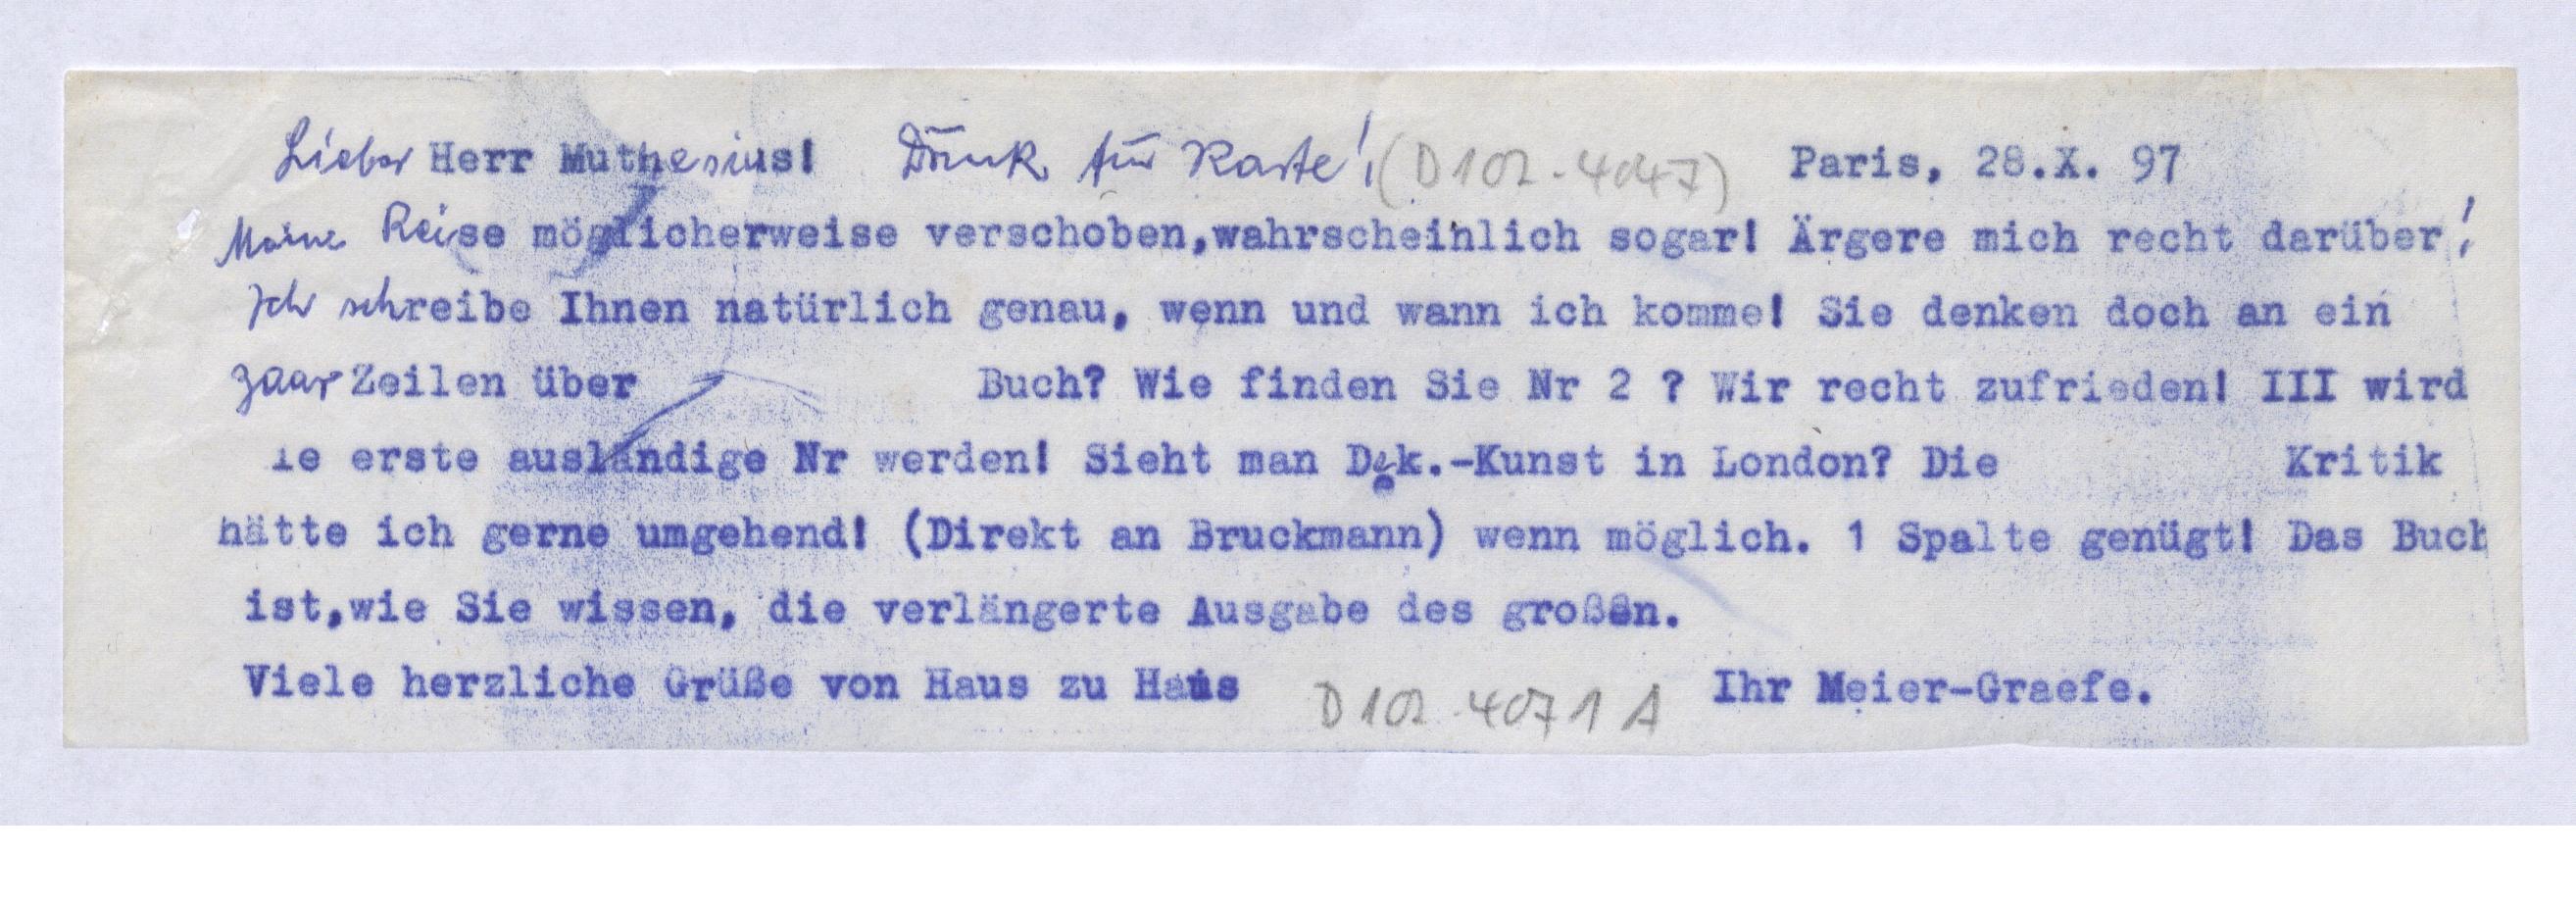 Lieber Herr Muthesius! Dank für Karte! (D102-4047) Paris, 28.X. 97
Meine Reise möglicherweise verschoben,wahrscheinlich sogar! Ärgere mich recht darüber!
Ich schreibe Ihnen natürlich genau, wenn und wann ich komme! Sie denken doch an ein
paar Zeilen über Buch? Wie finden Sie Nr 2 ? Wir recht zufrieden! III wird
ie erste ausländige Nr werden! Sieht man Dek.-Kunst in London? Die Kritik
hätte ich gerne umgehend! (Direkt an Bruckmann) wenn möglich. 1 Spalte genügt! Das Buch
ist,wie Sie wissen, die verlängerte Ausgabe des großen.
Viele herzliche Grüße von Haus zu Haus D102-4071 A Ihr Meier-Graefe.